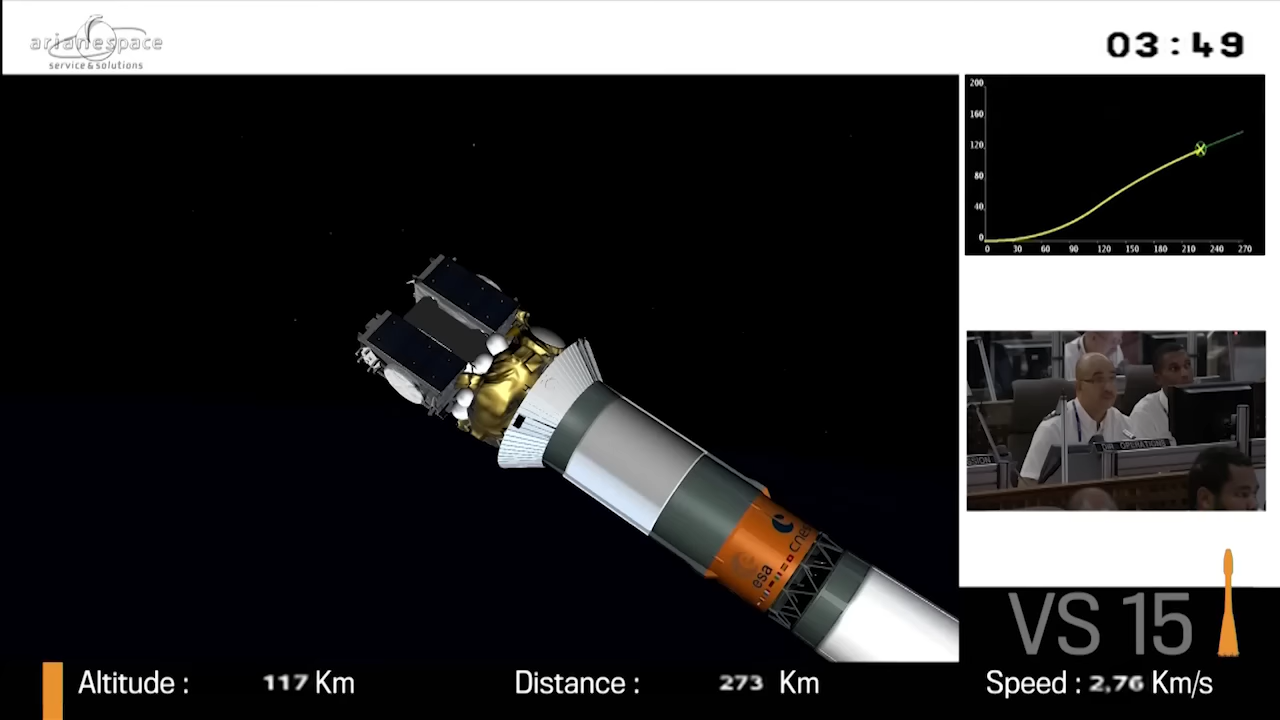 arianespace
service & solutions
03:49
200
160
120
80
40
0
0 30 60 90 120 150 180 210 240 270
esa
cnes
OPERATIONS
VS 15
Altitude : 117 Km
Distance : 273 Km
Speed : 2,76 Km/s